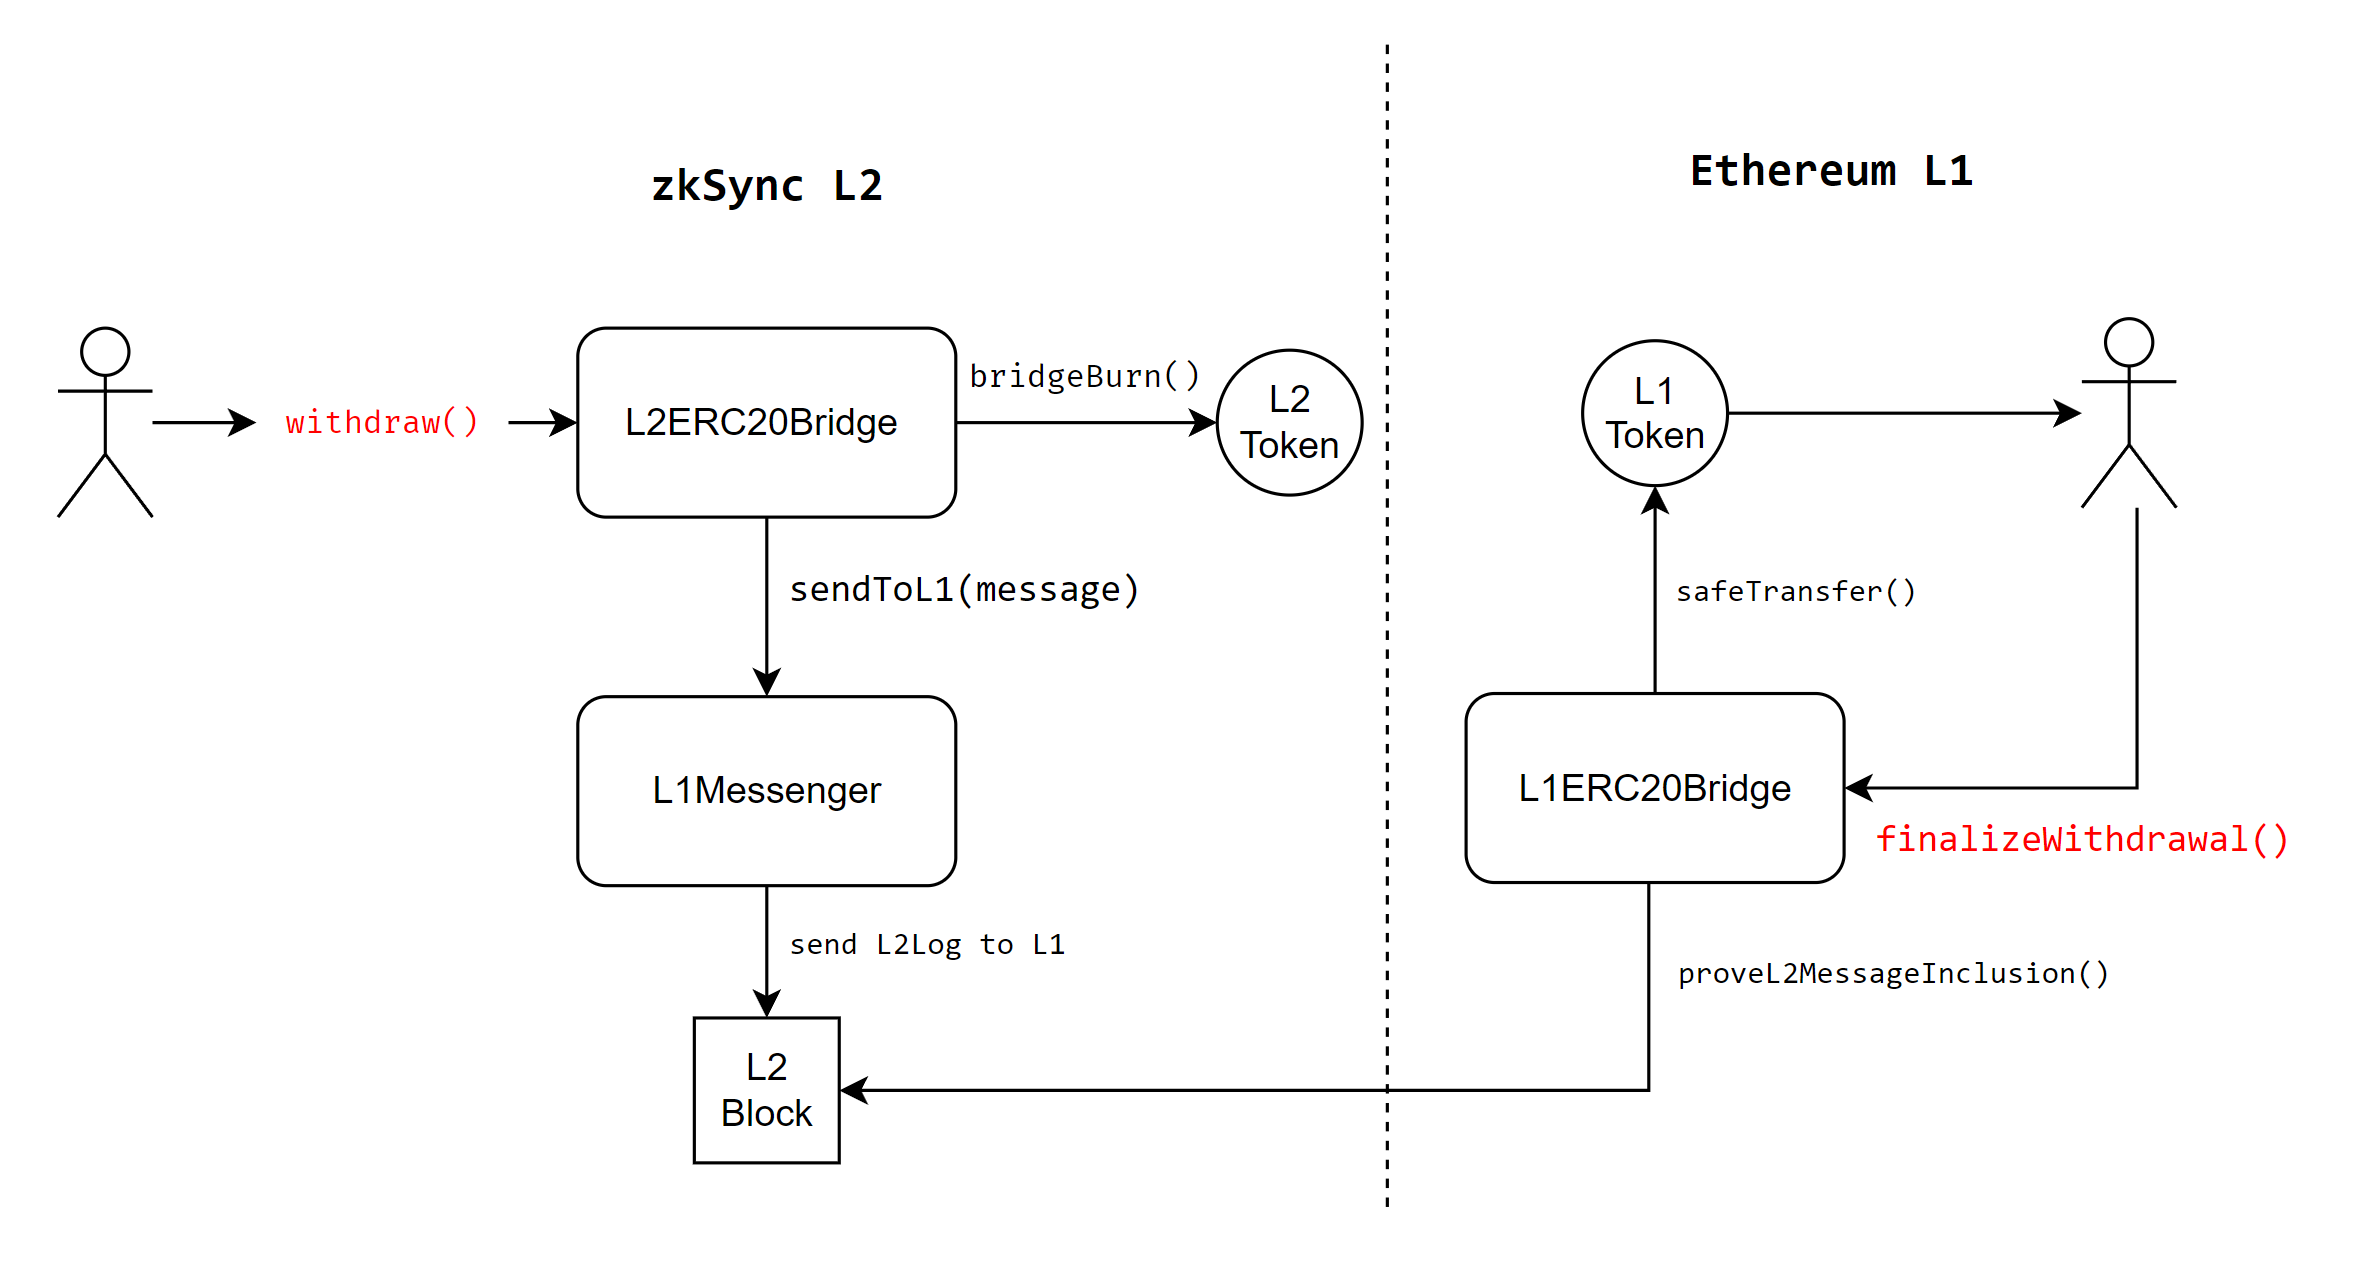 zkSync L2
Ethereum L1
withdraw()
L2ERC20Bridge
bridgeBurn()
L2
Token
L1
Token
sendToL1(message)
safeTransfer()
L1Messenger
L1ERC20Bridge
finalizeWithdrawal()
send L2Log to L1
proveL2MessageInclusion()
L2
Block